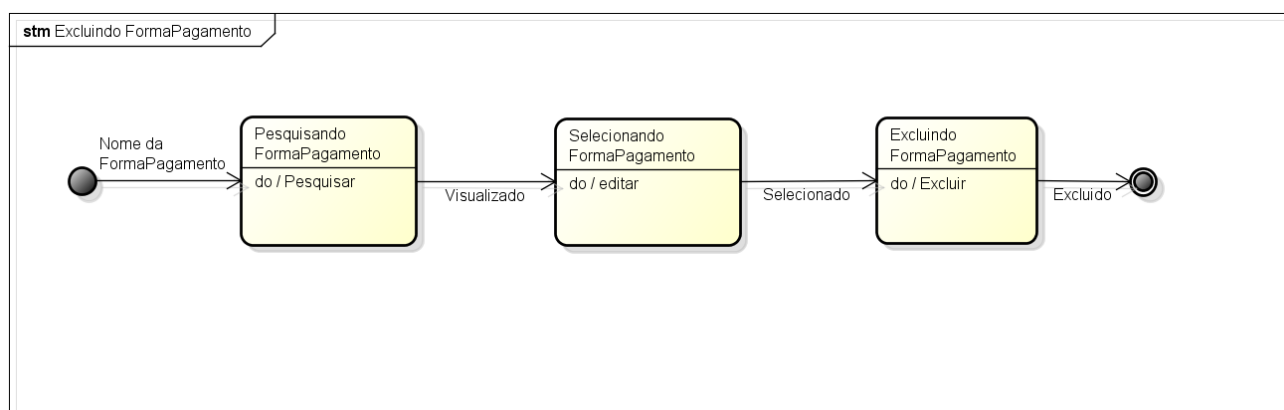 stm Excluindo FormaPagamento
Nome da
FormaPagamento
Pesquisando
FormaPagamento
do / Pesquisar
Visualizado
Selecionando
FormaPagamento
do / editar
Selecionado
Excluindo
FormaPagamento
do / Excluir
Excluido